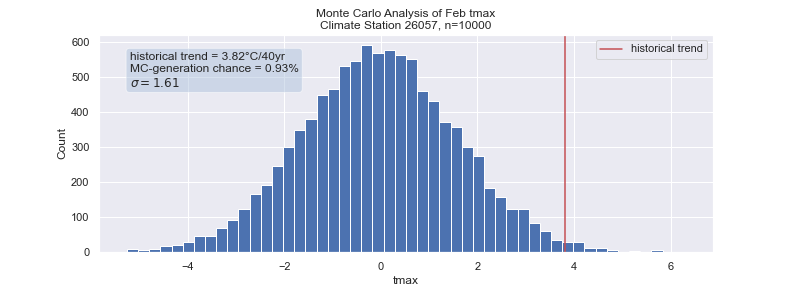 Monte Carlo Analysis of Feb tmax
Climate Station 26057, n=10000
historical trend = 3.82°C/40yr
MC-generation chance = 0.93%
σ = 1.61
historical trend
600
500
400
300
200
100
0
Count
−4
−2
0
2
4
6
tmax